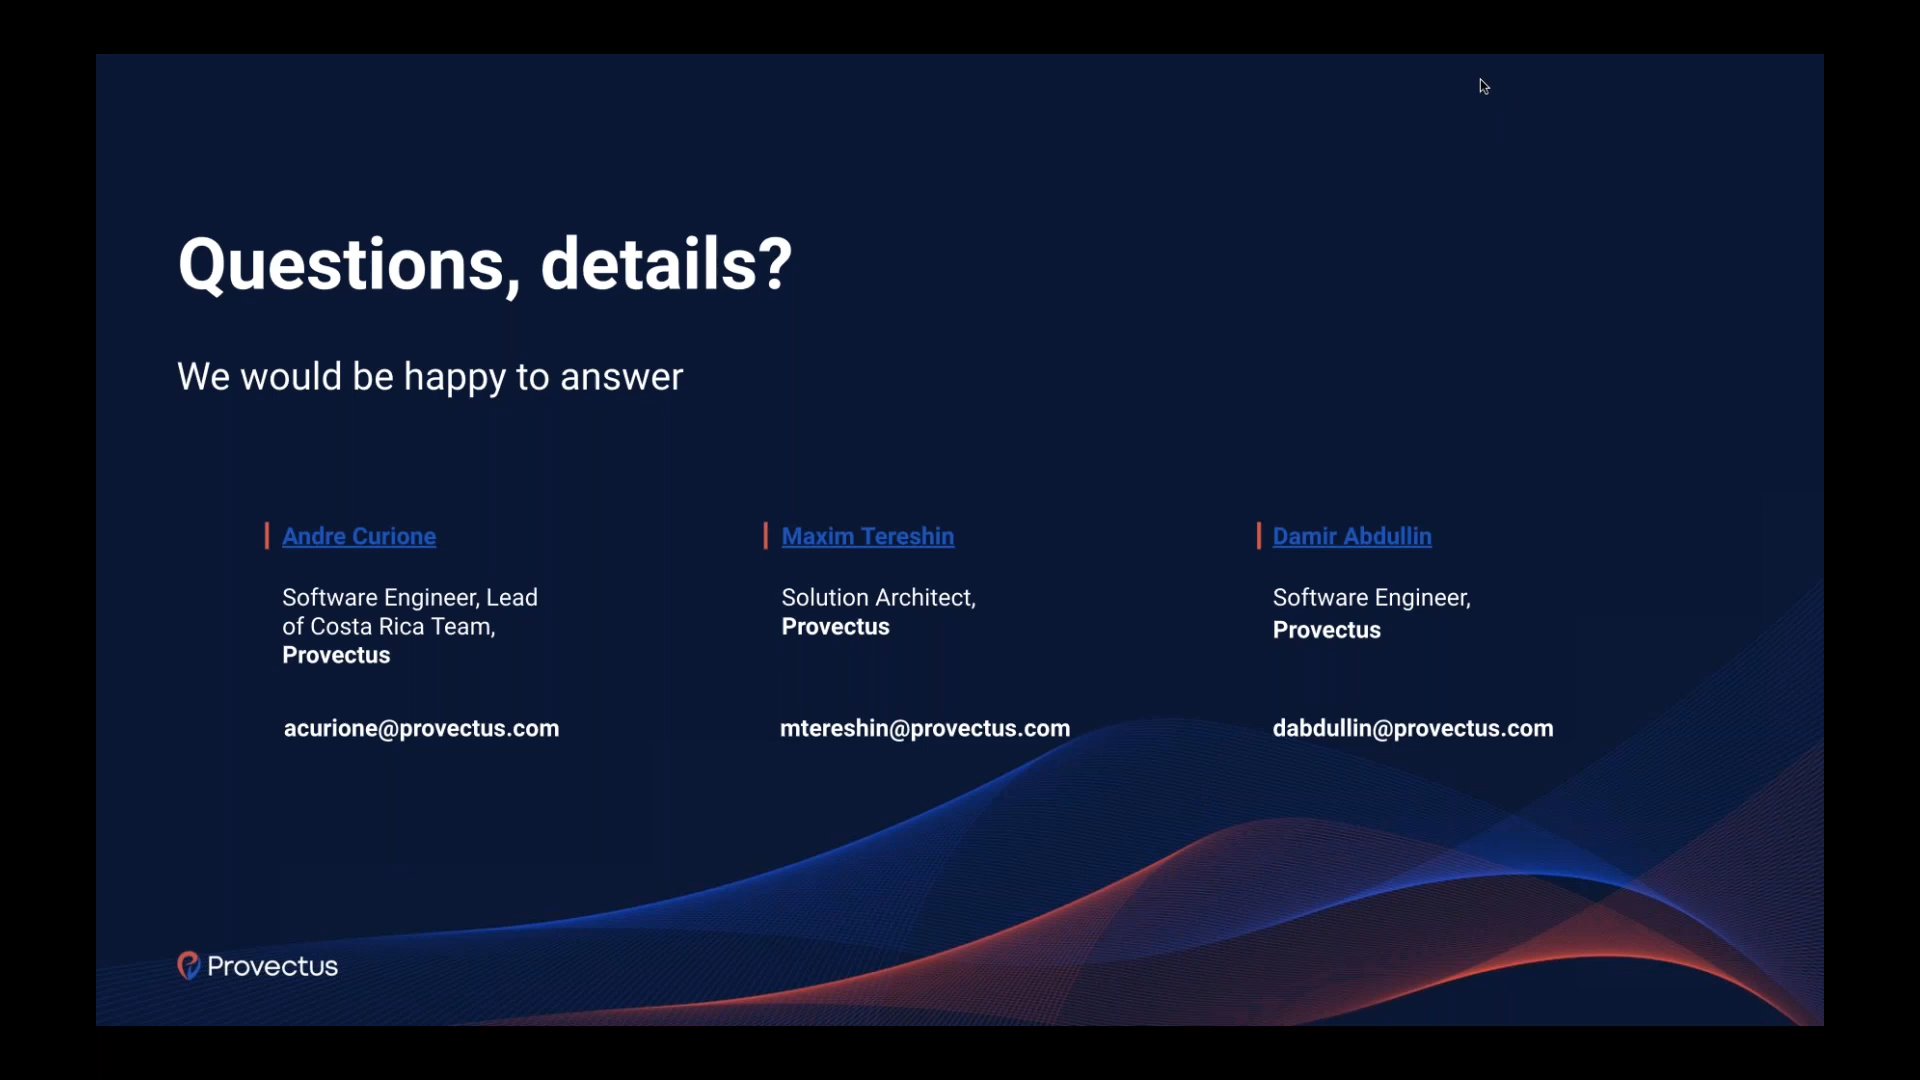 Questions, details?
We would be happy to answer
Andre Curione
Software Engineer, Lead
of Costa Rica Team,
Provectus
acurione@provectus.com
Maxim Tereshin
Solution Architect,
Provectus
mtereshin@provectus.com
Damir Abdullin
Software Engineer,
Provectus
dabdullin@provectus.com
Provectus